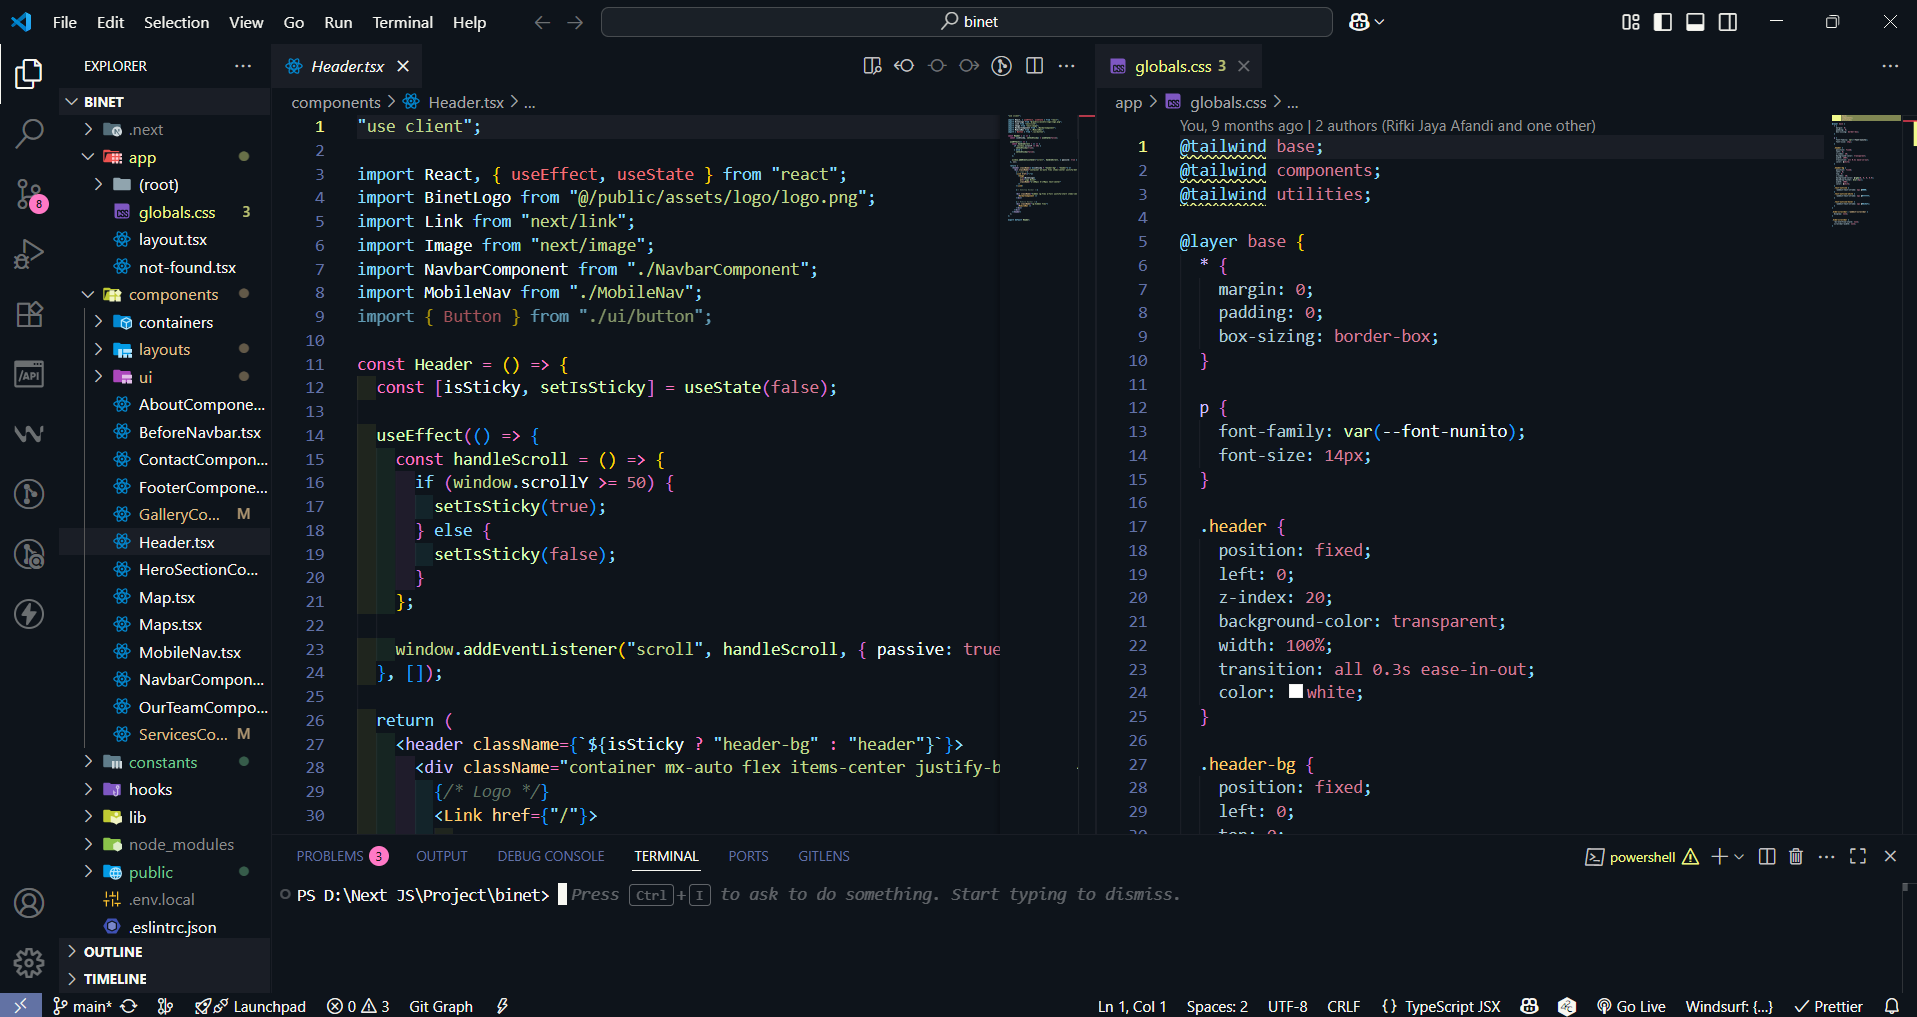 File Edit Selection View Go Run Terminal Help
binet
EXPLORER
BINET
.next
app
(root)
globals.css 3
layout.tsx
not-found.tsx
components
containers
layouts
ui
AboutCompone...
BeforeNavbar.tsx
ContactCompon...
FooterCompone...
GalleryCo... M
Header.tsx
HeroSectionCo...
Map.tsx
Maps.tsx
MobileNav.tsx
NavbarCompon...
OurTeamCompo...
ServicesCo... M
constants
hooks
lib
node_modules
public
.env.local
.eslintrc.json
OUTLINE
TIMELINE
8
/API
Header.tsx
components > Header.tsx > ...
1 "use client";
2
3 import React, { useEffect, useState } from "react";
4 import BinetLogo from "@/public/assets/logo/logo.png";
5 import Link from "next/link";
6 import Image from "next/image";
7 import NavbarComponent from "./NavbarComponent";
8 import MobileNav from "./MobileNav";
9 import { Button } from "./ui/button";
10
11 const Header = () => {
12 const [isSticky, setIsSticky] = useState(false);
13
14 useEffect(() => {
15 const handleScroll = () => {
16 if (window.scrollY >= 50) {
17 setIsSticky(true);
18 } else {
19 setIsSticky(false);
20 }
21 };
22
23 window.addEventListener("scroll", handleScroll, { passive: true
24 }, []);
25
26 return (
27 <header className={`${isSticky ? "header-bg" : "header"}`}>
28 <div className="container mx-auto flex items-center justify-b
29 {/* Logo */}
30 <Link href={"/"}>
globals.css 3
app > globals.css > ...
You, 9 months ago | 2 authors (Rifki Jaya Afandi and one other)
1 @tailwind base;
2 @tailwind components;
3 @tailwind utilities;
4
5 @layer base {
6 * {
7 margin: 0;
8 padding: 0;
9 box-sizing: border-box;
10 }
11
12 p {
13 font-family: var(--font-nunito);
14 font-size: 14px;
15 }
16
17 .header {
18 position: fixed;
19 left: 0;
20 z-index: 20;
21 background-color: transparent;
22 width: 100%;
23 transition: all 0.3s ease-in-out;
24 color: white;
25 }
26
27 .header-bg {
28 position: fixed;
29 left: 0;
30 top: 0;
PROBLEMS 3 OUTPUT DEBUG CONSOLE TERMINAL PORTS GITLENS
powershell
PS D:\Next JS\Project\binet> Press Ctrl+I to ask to do something. Start typing to dismiss.
main* Launchpad 0 3 Git Graph
Ln 1, Col 1 Spaces: 2 UTF-8 CRLF {} TypeScript JSX Go Live Windsurf: {...} Prettier